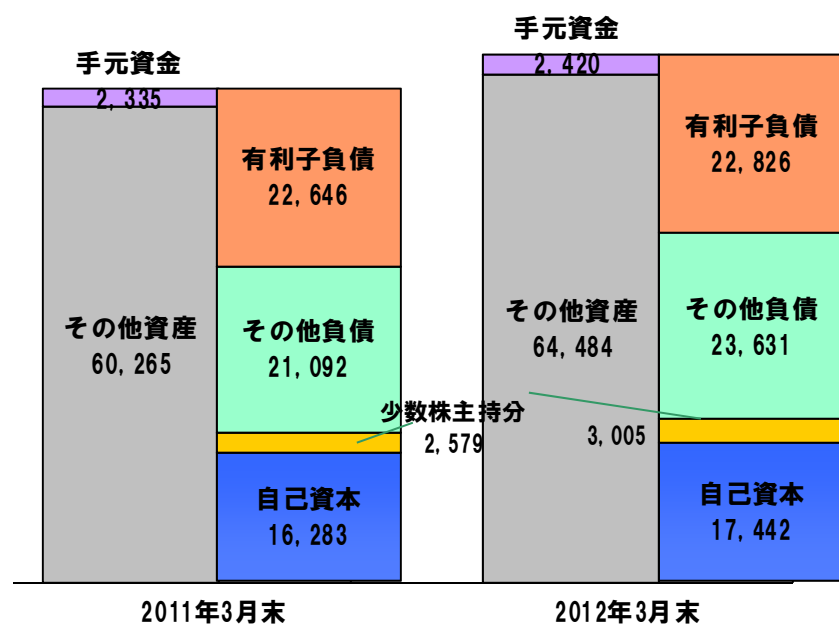 手元資金
2,335
有利子負債
22,646
その他資産
60,265
その他負債
21,092
少数株主持分
2,579
自己資本
16,283
2011年3月末
手元資金
2,420
有利子負債
22,826
その他資産
64,484
その他負債
23,631
3,005
自己資本
17,442
2012年3月末